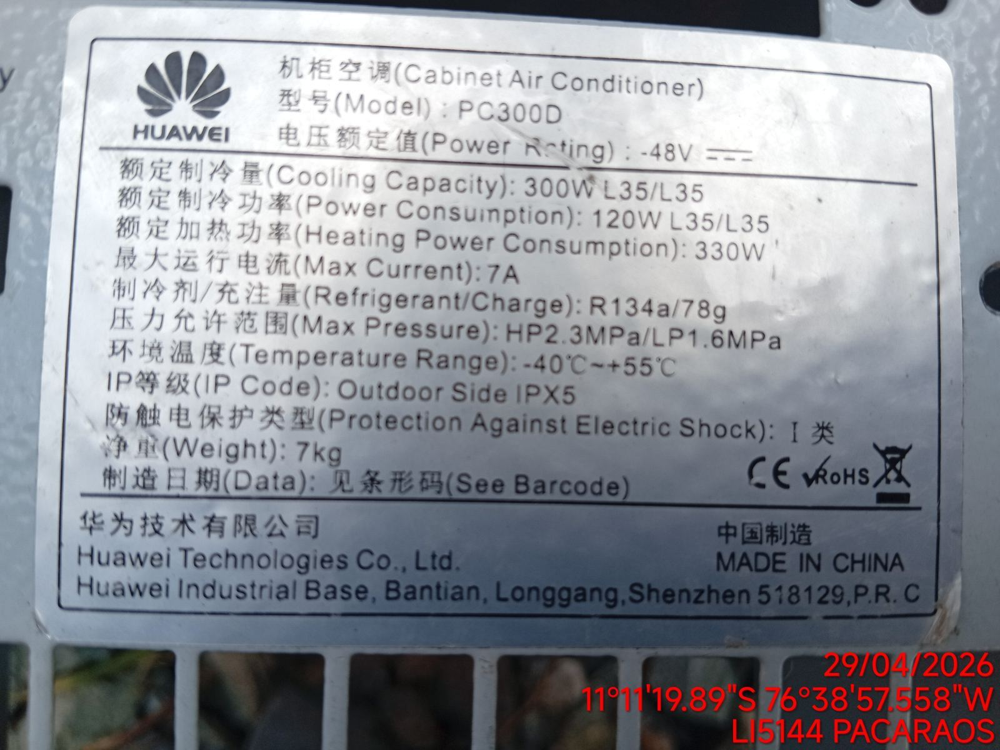 y
HUAWEI
机柜空调(Cabinet Air Conditioner)
型号(Model) : PC300D
电压额定值(Power Rating) : -48V
额定制冷量(Cooling Capacity): 300W L35/L35
额定制冷功率(Power Consumption): 120W L35/L35
额定加热功率(Heating Power Consumption): 330W
最大运行电流(Max Current): 7A
制冷剂/充注量(Refrigerant/Charge): R134a/78g
压力允许范围(Max Pressure): HP2.3MPa/LP1.6MPa
环境温度(Temperature Range): -40℃~+55℃
IP等级(IP Code): Outdoor Side IPX5
防触电保护类型(Protection Against Electric Shock): I 类
净重(Weight): 7kg
制造日期(Data): 见条形码(See Barcode)
CE RoHS
华为技术有限公司
Huawei Technologies Co., Ltd.
Huawei Industrial Base, Bantian, Longgang,Shenzhen 518129,P.R. C
中国制造
MADE IN CHINA
29/04/2026
11°11'19.89"S 76°38'57.558"W
LI5144 PACARAOS